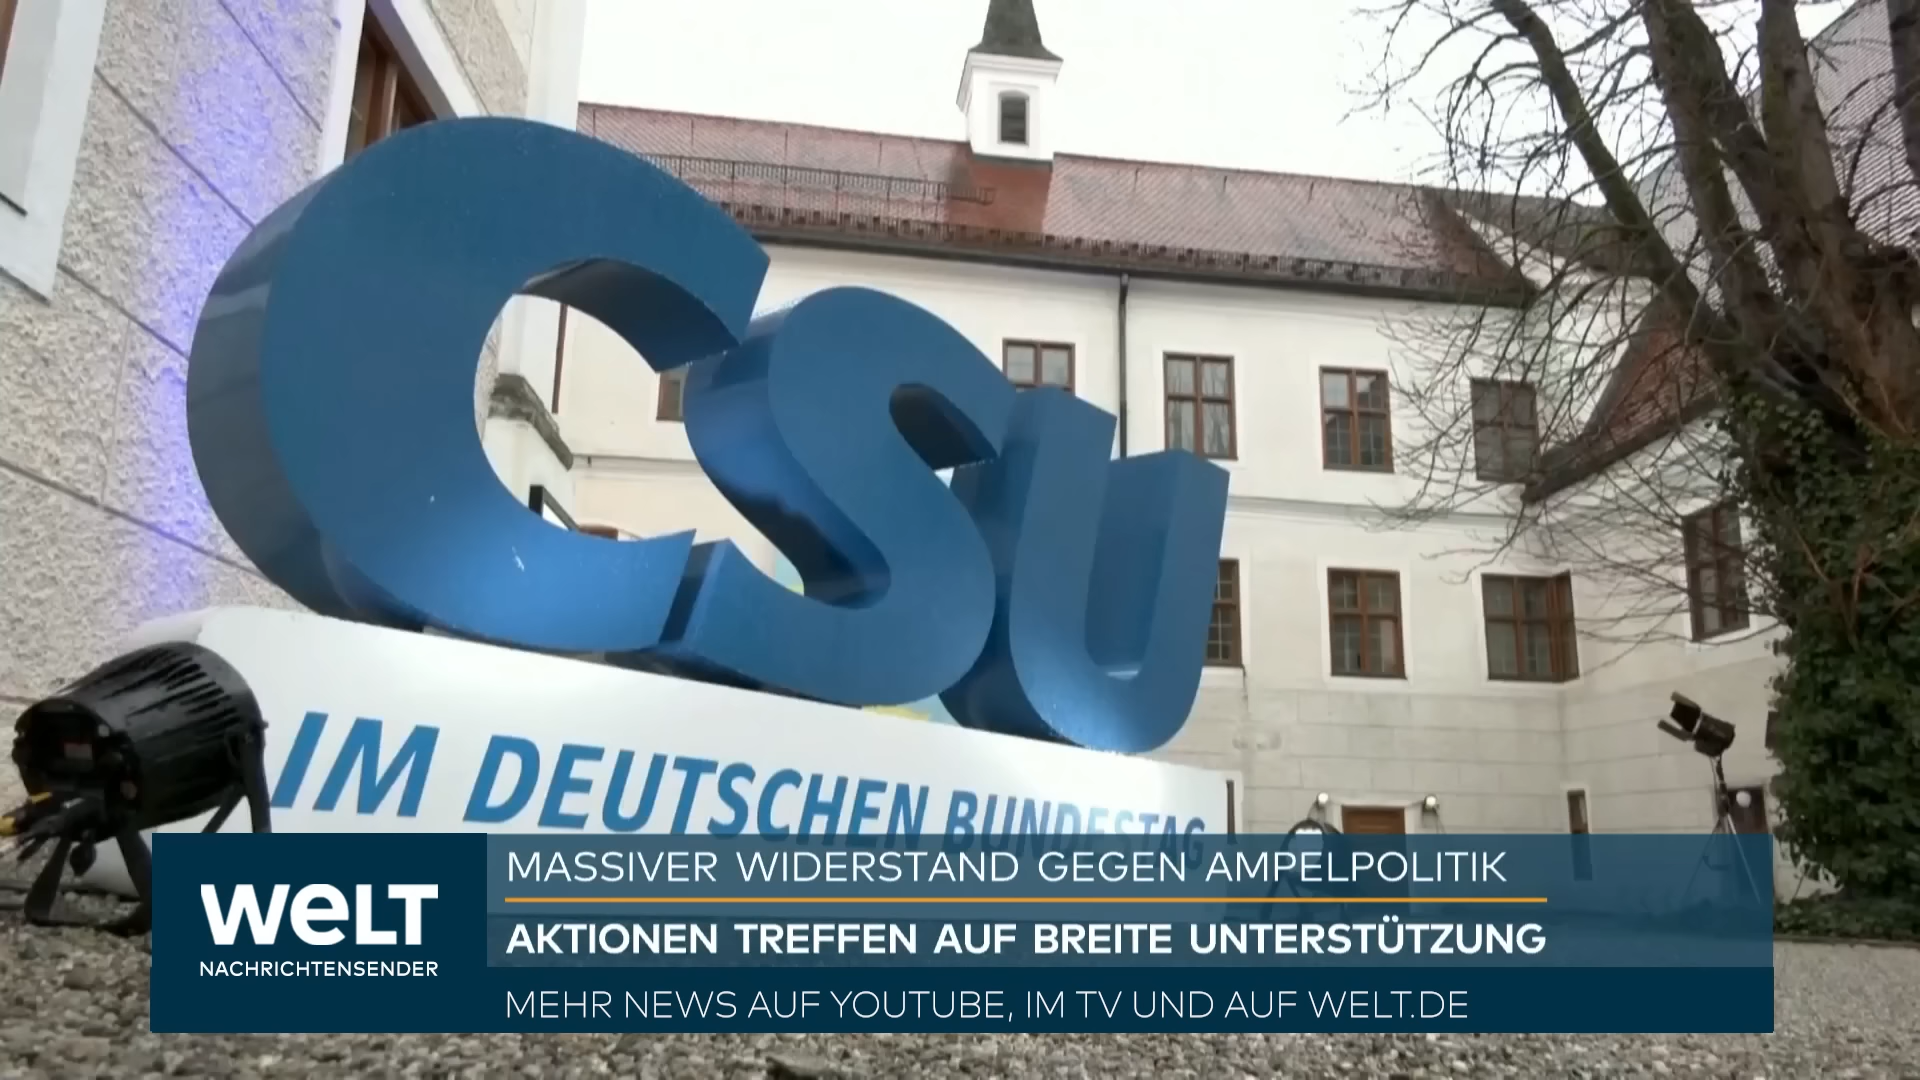 CSU
IM DEUTSCHEN BUNDESTAG
MASSIVER WIDERSTAND GEGEN AMPELPOLITIK
WELT
NACHRICHTENSENDER
AKTIONEN TREFFEN AUF BREITE UNTERSTÜTZUNG
MEHR NEWS AUF YOUTUBE, IM TV UND AUF WELT.DE